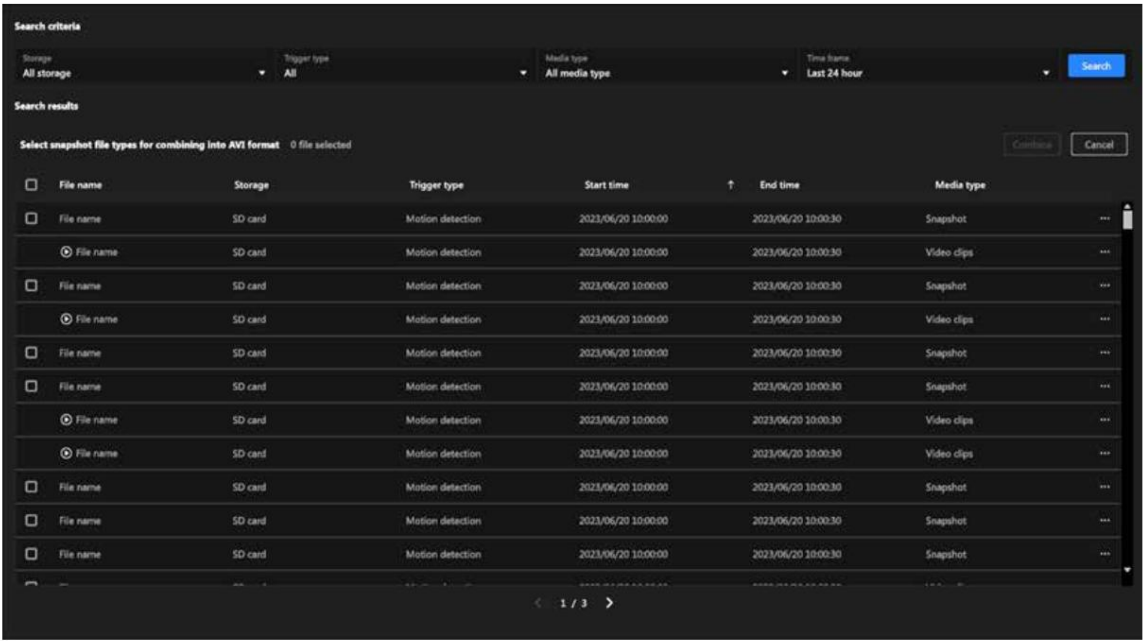 Search criteria
Storage Trigger type Media type Time frame
All storage All All media type Last 24 hour Search
Search results
Select snapshot file types for combining into AVI format 0 file selected Combine Cancel
File name Storage Trigger type Start time ↑ End time Media type
File name SD card Motion detection 2023/06/20 10:00:00 2023/06/20 10:00:30 Snapshot ...
File name SD card Motion detection 2023/06/20 10:00:00 2023/06/20 10:00:30 Video clips ...
File name SD card Motion detection 2023/06/20 10:00:00 2023/06/20 10:00:30 Snapshot ...
File name SD card Motion detection 2023/06/20 10:00:00 2023/06/20 10:00:30 Video clips ...
File name SD card Motion detection 2023/06/20 10:00:00 2023/06/20 10:00:30 Snapshot ...
File name SD card Motion detection 2023/06/20 10:00:00 2023/06/20 10:00:30 Snapshot ...
File name SD card Motion detection 2023/06/20 10:00:00 2023/06/20 10:00:30 Video clips ...
File name SD card Motion detection 2023/06/20 10:00:00 2023/06/20 10:00:30 Video clips ...
File name SD card Motion detection 2023/06/20 10:00:00 2023/06/20 10:00:30 Snapshot ...
File name SD card Motion detection 2023/06/20 10:00:00 2023/06/20 10:00:30 Snapshot ...
File name SD card Motion detection 2023/06/20 10:00:00 2023/06/20 10:00:30 Snapshot ...
< 1 / 3 >